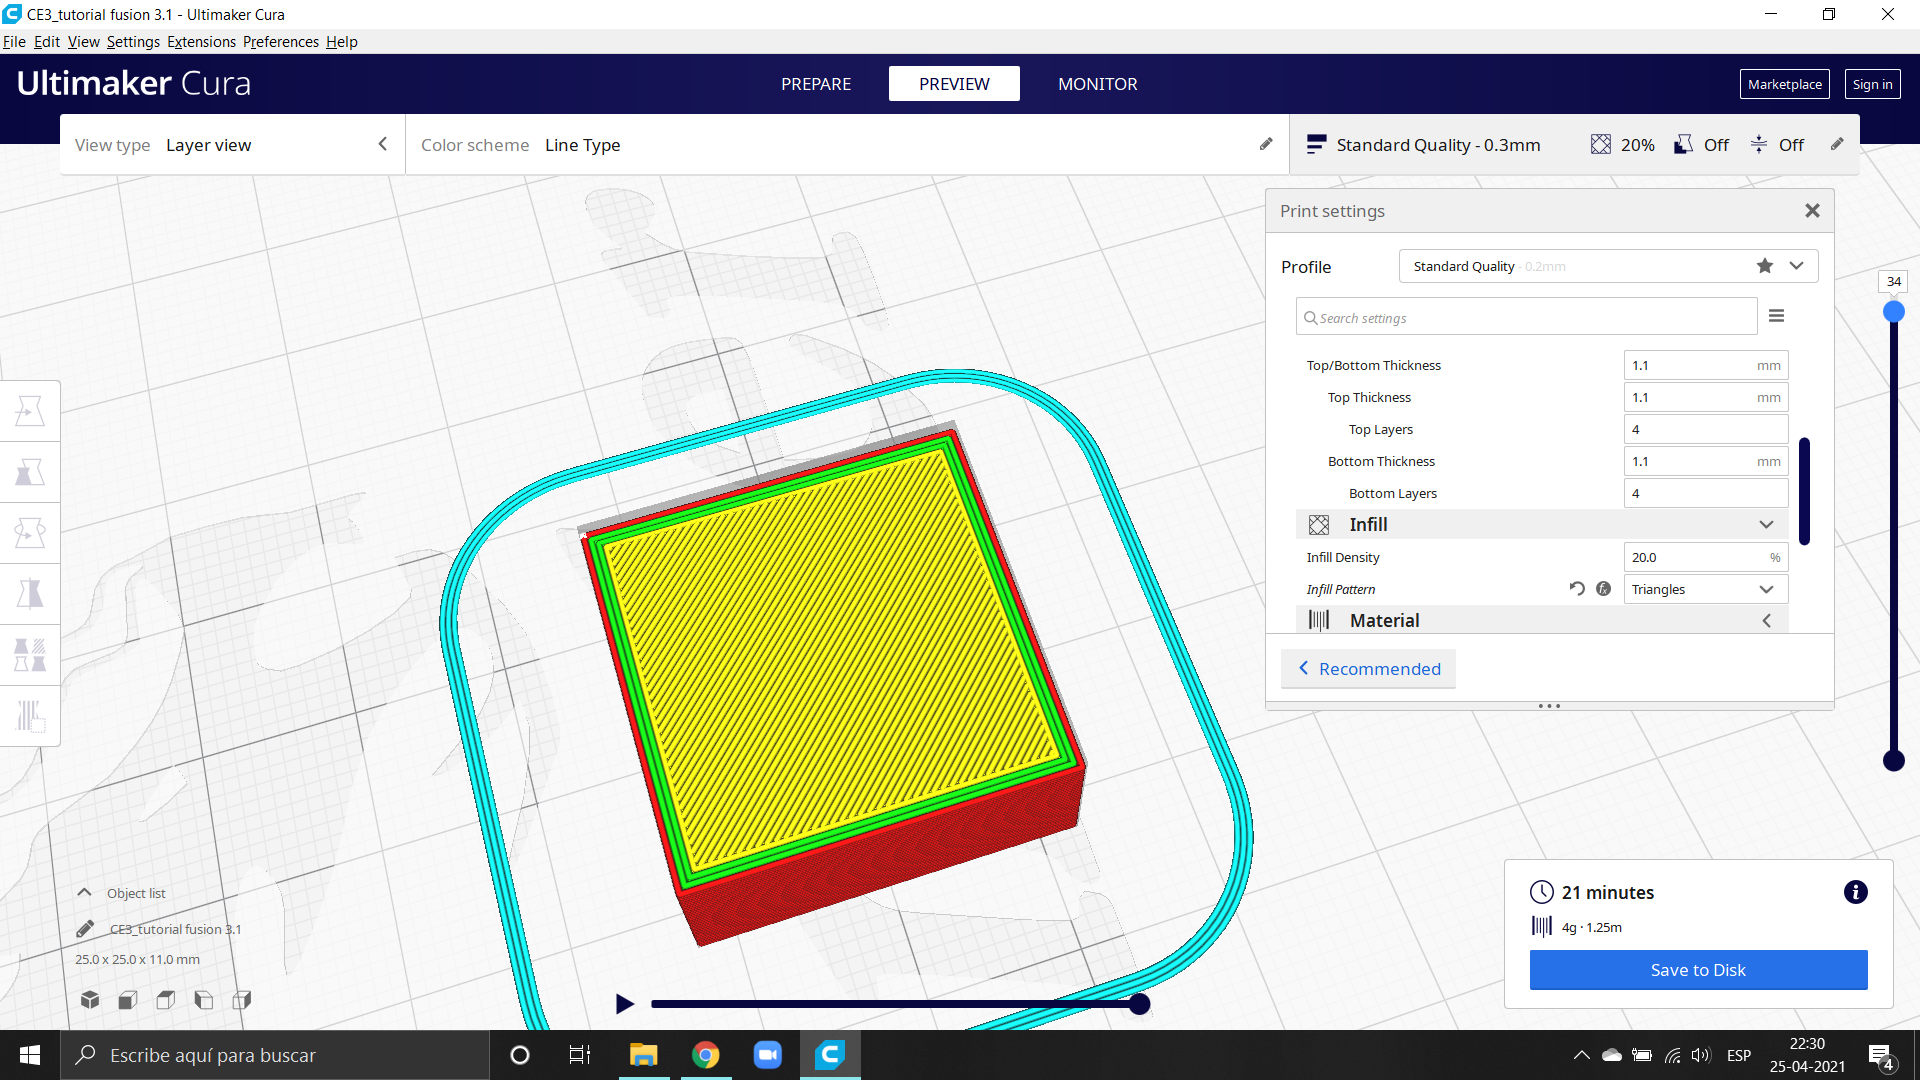 CE3_tutorial fusion 3.1 - Ultimaker Cura
File Edit View Settings Extensions Preferences Help
Ultimaker Cura
PREPARE
PREVIEW
MONITOR
Marketplace
Sign in
View type Layer view
Color scheme Line Type
Standard Quality - 0.3mm
20%
Off
Off
Print settings
Profile
Standard Quality - 0.2mm
Search settings
34
Top/Bottom Thickness 1.1 mm
Top Thickness 1.1 mm
Top Layers 4
Bottom Thickness 1.1 mm
Bottom Layers 4
Infill
Infill Density 20.0 %
Infill Pattern Triangles
Material
Recommended
Object list
CE3_tutorial fusion 3.1
25.0 x 25.0 x 11.0 mm
21 minutes
4g · 1.25m
Save to Disk
Escribe aquí para buscar
ESP
22:30
25-04-2021
4